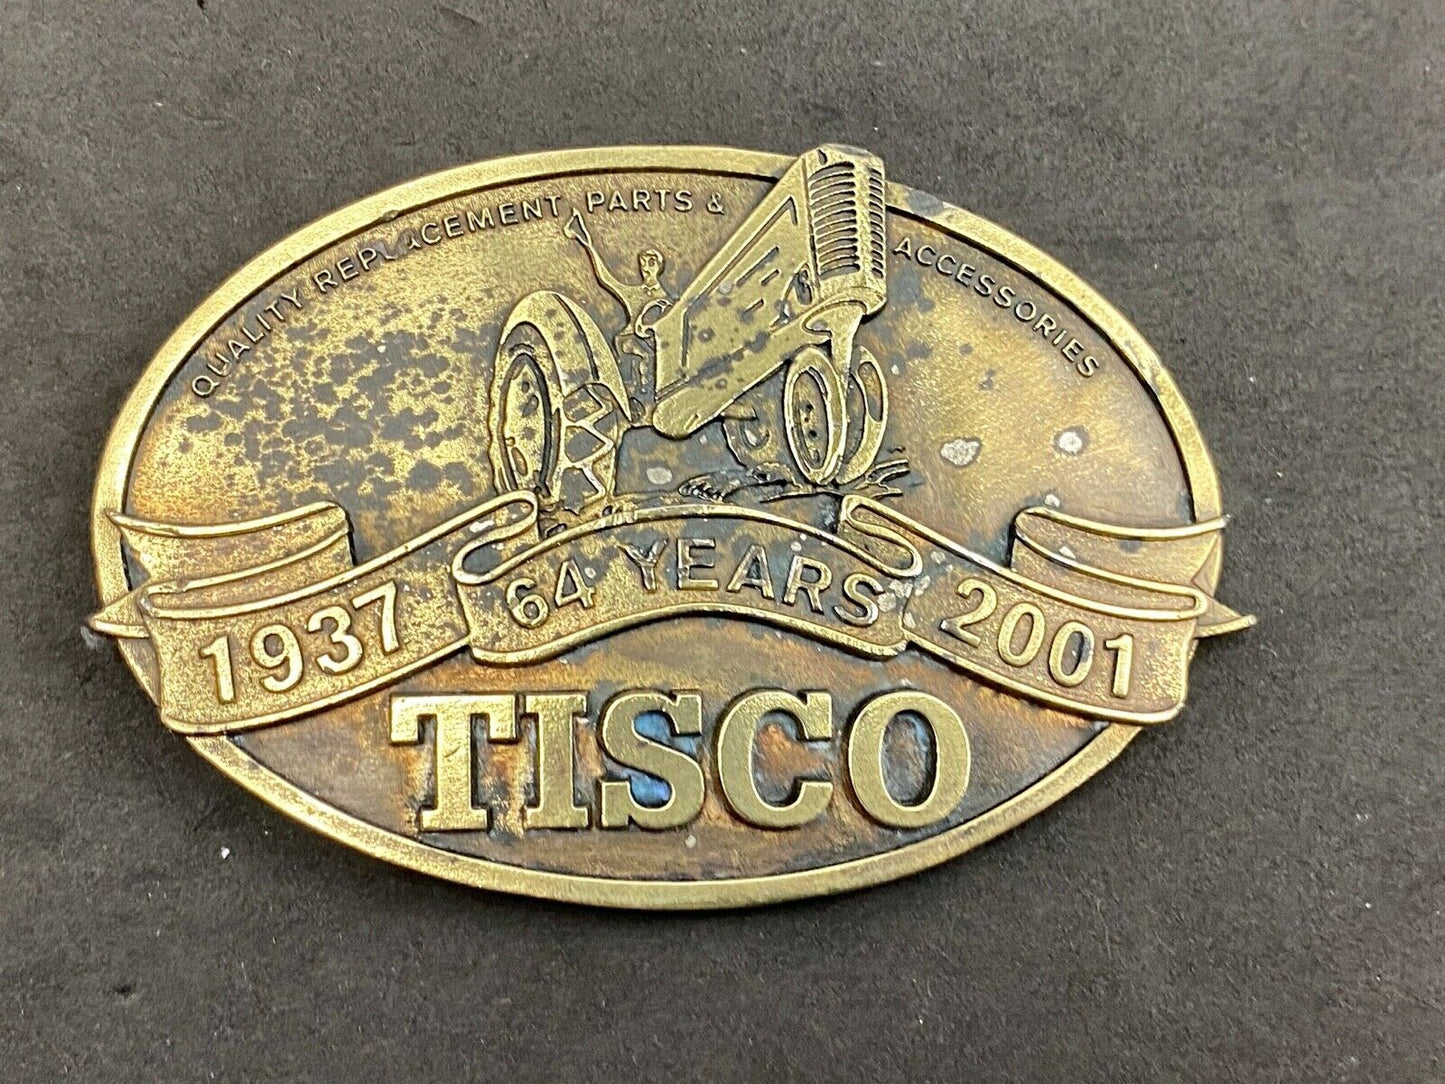 QUALITY REPLACEMENT PARTS & ACCESSORIES
1937 64 YEARS 2001
TISCO